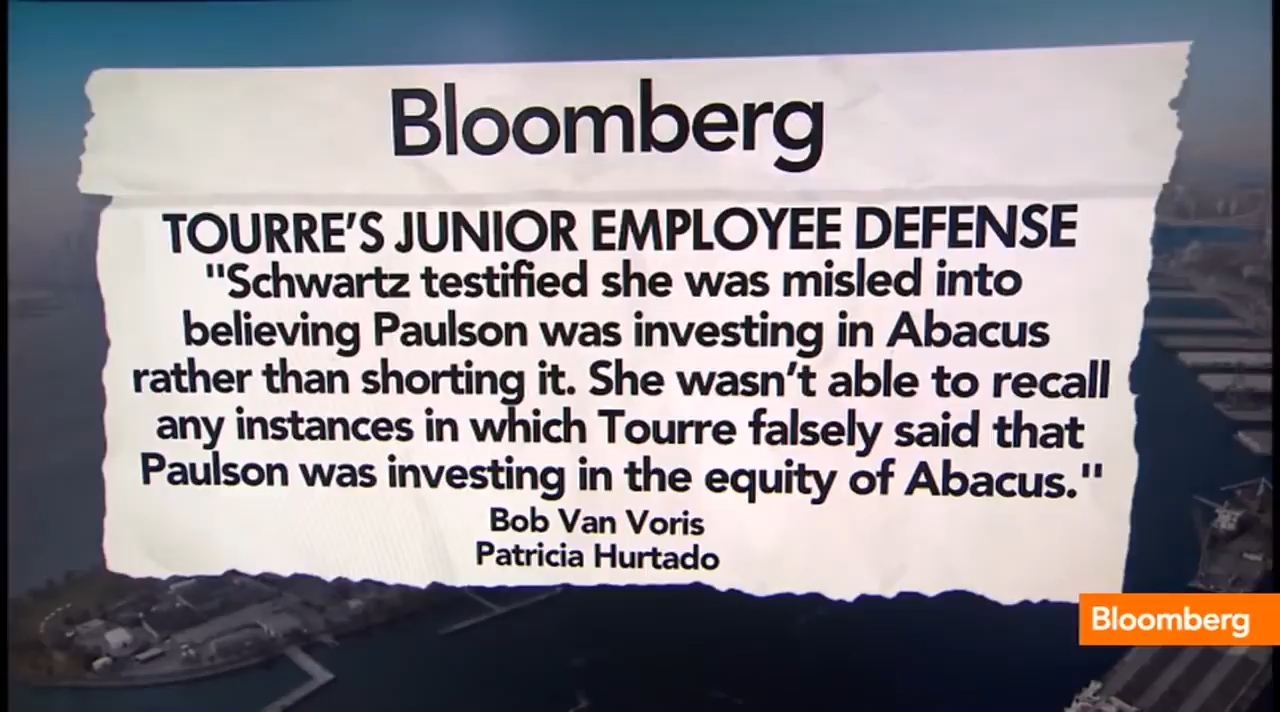 Bloomberg
TOURRE'S JUNIOR EMPLOYEE DEFENSE
"Schwartz testified she was misled into
believing Paulson was investing in Abacus
rather than shorting it. She wasn't able to recall
any instances in which Tourre falsely said that
Paulson was investing in the equity of Abacus."
Bob Van Voris
Patricia Hurtado
Bloomberg